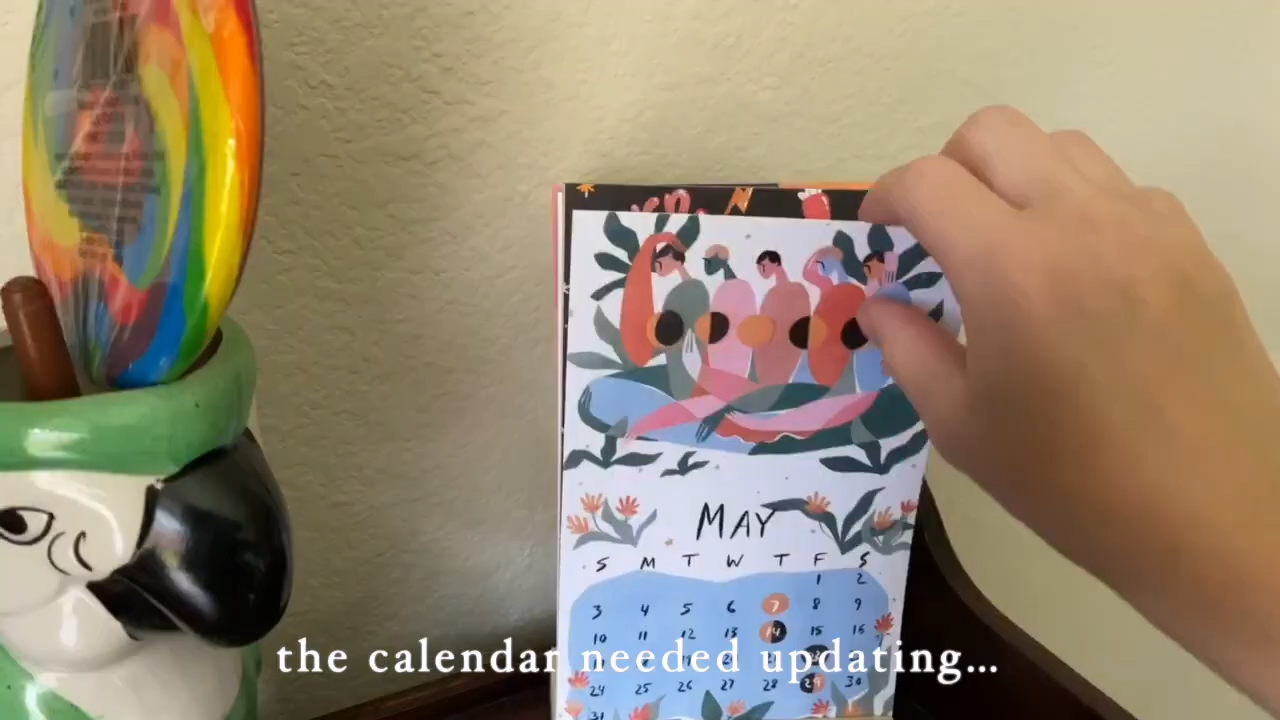 MAY
S M T W T F S
1 2
3 4 5 6 7 8 9
10 11 12 13 14 15 16
the calendar needed updating...
24 25 26 27 28 29 30
31